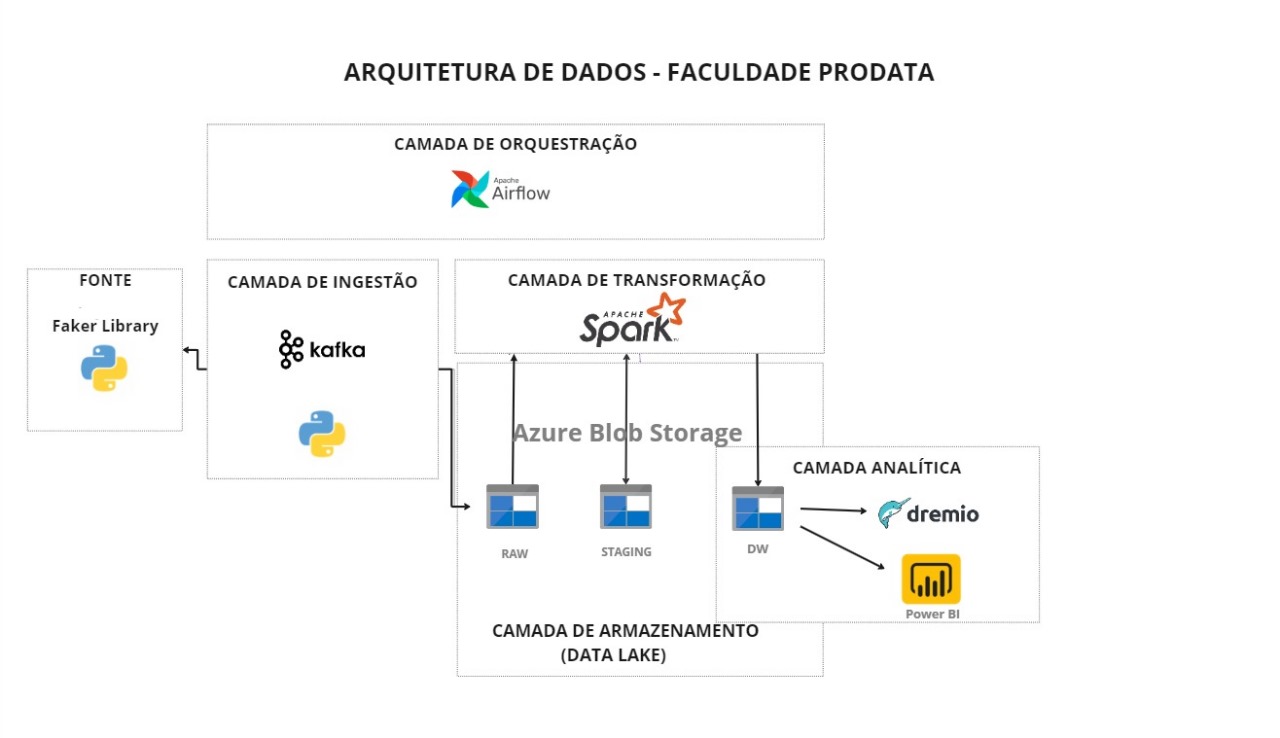 ARQUITETURA DE DADOS - FACULDADE PRODATA
CAMADA DE ORQUESTRAÇÃO
Apache
Airflow
FONTE
Faker Library
CAMADA DE INGESTÃO
kafka
CAMADA DE TRANSFORMAÇÃO
APACHE
Spark
Azure Blob Storage
RAW
STAGING
DW
CAMADA ANALÍTICA
dremio
Power BI
CAMADA DE ARMAZENAMENTO
(DATA LAKE)